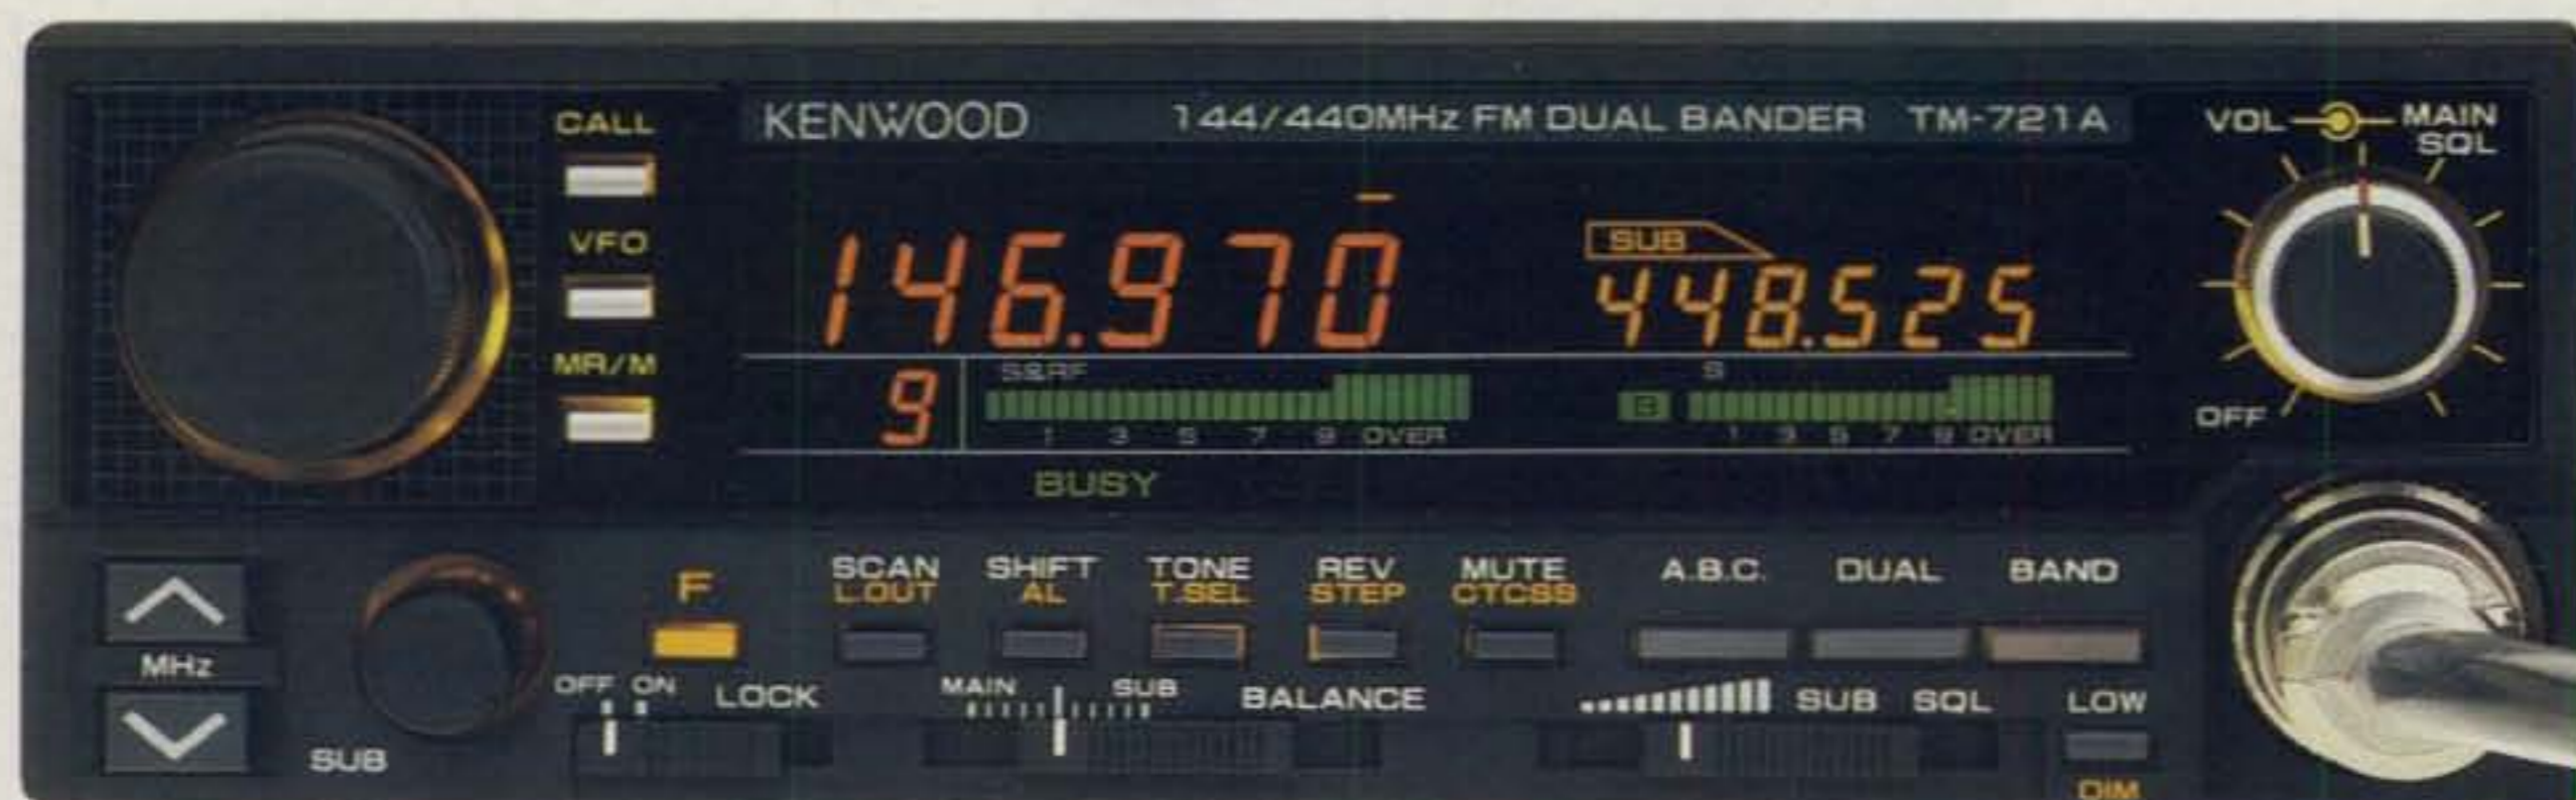 KENWOOD 144/440MHz FM DUAL BANDER TM-721A
CALL
VFO
MR/M
146.970
SUB
448.525
9
S&RF
1 3 5 7 9 OVER
B
S
1 3 5 7 9 OVER
BUSY
VOL MAIN
SQL
OFF
MHz
SUB
F
SCAN
L.OUT
SHIFT
AL
TONE
T.SEL
REV
STEP
MUTE
CTCSS
A.B.C.
DUAL
BAND
OFF ON LOCK
MAIN SUB BALANCE
SUB SQL
LOW
DIM